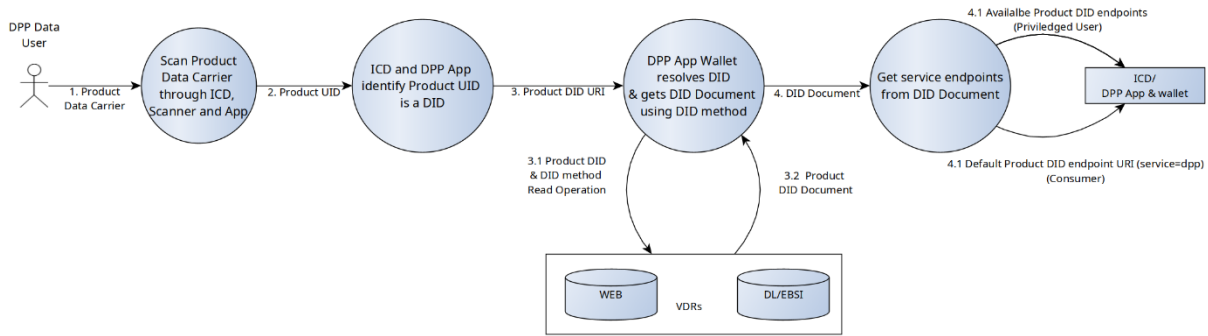 DPP Data
User
1. Product
Data Carrier
Scan Product
Data Carrier
through ICD,
Scanner and App
2. Product UID
ICD and DPP App
identify Product UID
is a DID
3. Product DID URI
DPP App Wallet
resolves DID
& gets DID Document
using DID method
4. DID Document
Get service endpoints
from DID Document
4.1 Availalbe Product DID endpoints
(Priviledged User)
ICD/
DPP App & wallet
4.1 Default Product DID endpoint URI (service=dpp)
(Consumer)
3.1 Product DID
& DID method
Read Operation
3.2 Product
DID Document
WEB
VDRs
DL/EBSI